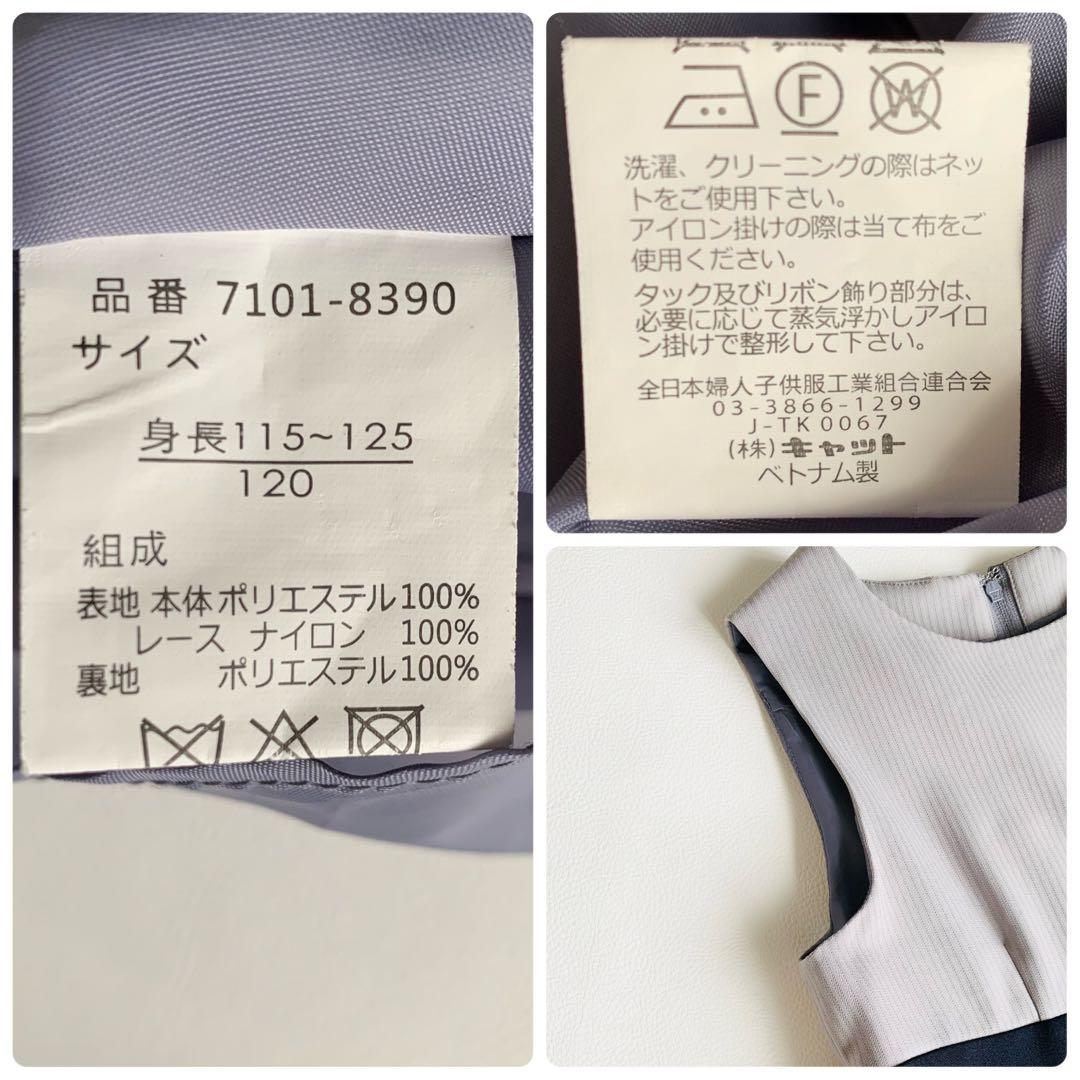 品番 7101-8390
サイズ
身長115~125
120
組成
表地 本体 ポリエステル100%
レース ナイロン 100%
裏地 ポリエステル100%
F
W
洗濯、クリーニングの際はネッ
トをご使用下さい。
アイロン掛けの際は当て布をご
使用ください。
タック及びリボン飾り部分は、
必要に応じて蒸気浮かしアイロ
ン掛けで整形して下さい。
全日本婦人子供服工業組合連合会
03-3866-1299
J-TK0067
(株)キャット
ベトナム製